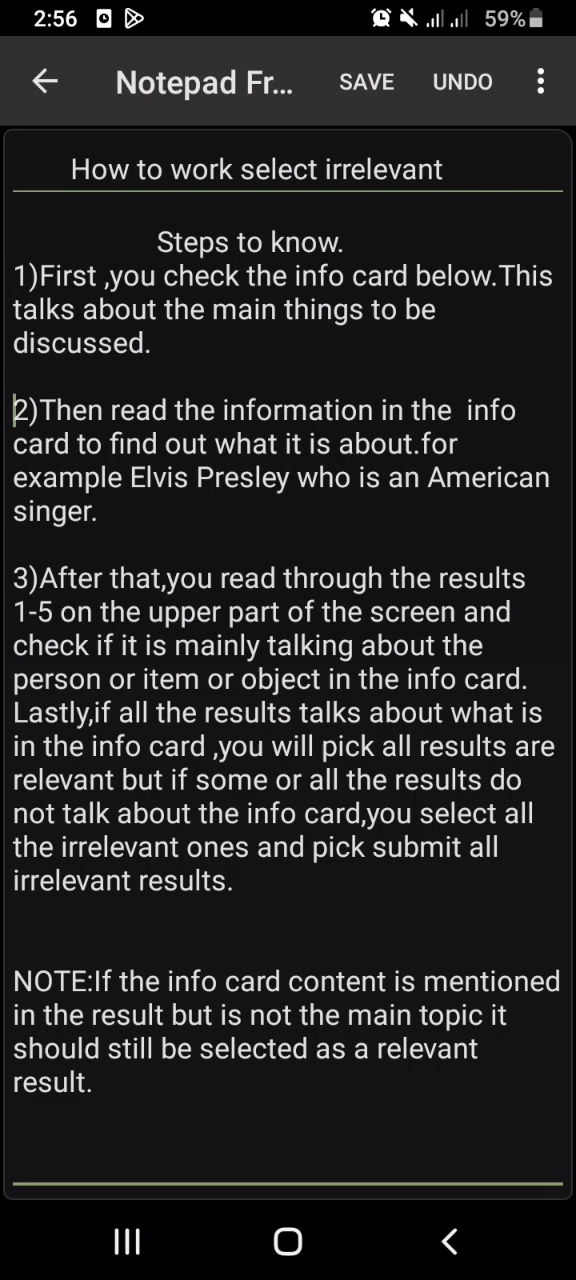 2:56
59%
Notepad Fr...
SAVE
UNDO
How to work select irrelevant
Steps to know.
1)First ,you check the info card below.This
talks about the main things to be
discussed.
2)Then read the information in the  info
card to find out what it is about.for
example Elvis Presley who is an American
singer.
3)After that,you read through the results
1-5 on the upper part of the screen and
check if it is mainly talking about the
person or item or object in the info card.
Lastly,if all the results talks about what is
in the info card ,you will pick all results are
relevant but if some or all the results do
not talk about the info card,you select all
the irrelevant ones and pick submit all
irrelevant results.
NOTE:If the info card content is mentioned
in the result but is not the main topic it
should still be selected as a relevant
result.